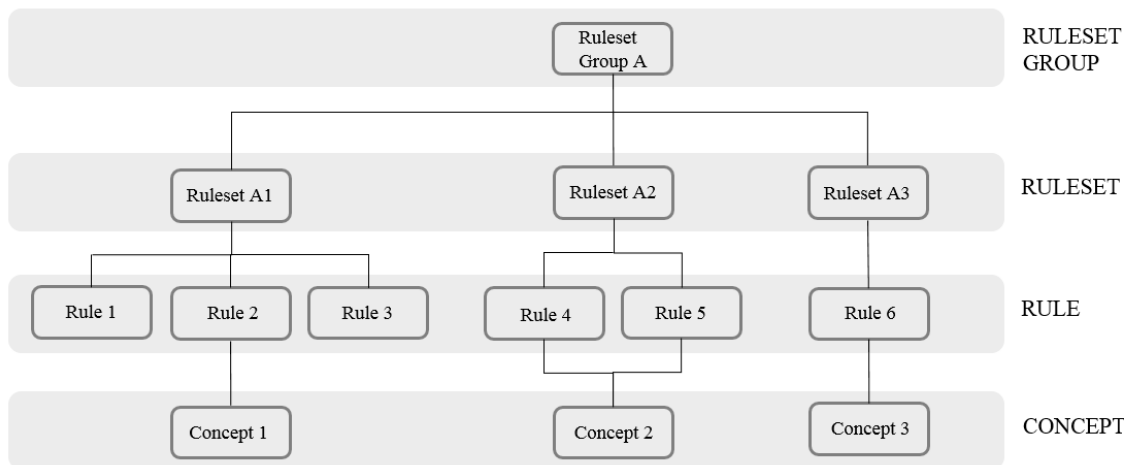 Ruleset
Group A
RULESET
GROUP
Ruleset A1
Ruleset A2
Ruleset A3
RULESET
Rule 1
Rule 2
Rule 3
Rule 4
Rule 5
Rule 6
RULE
Concept 1
Concept 2
Concept 3
CONCEPT